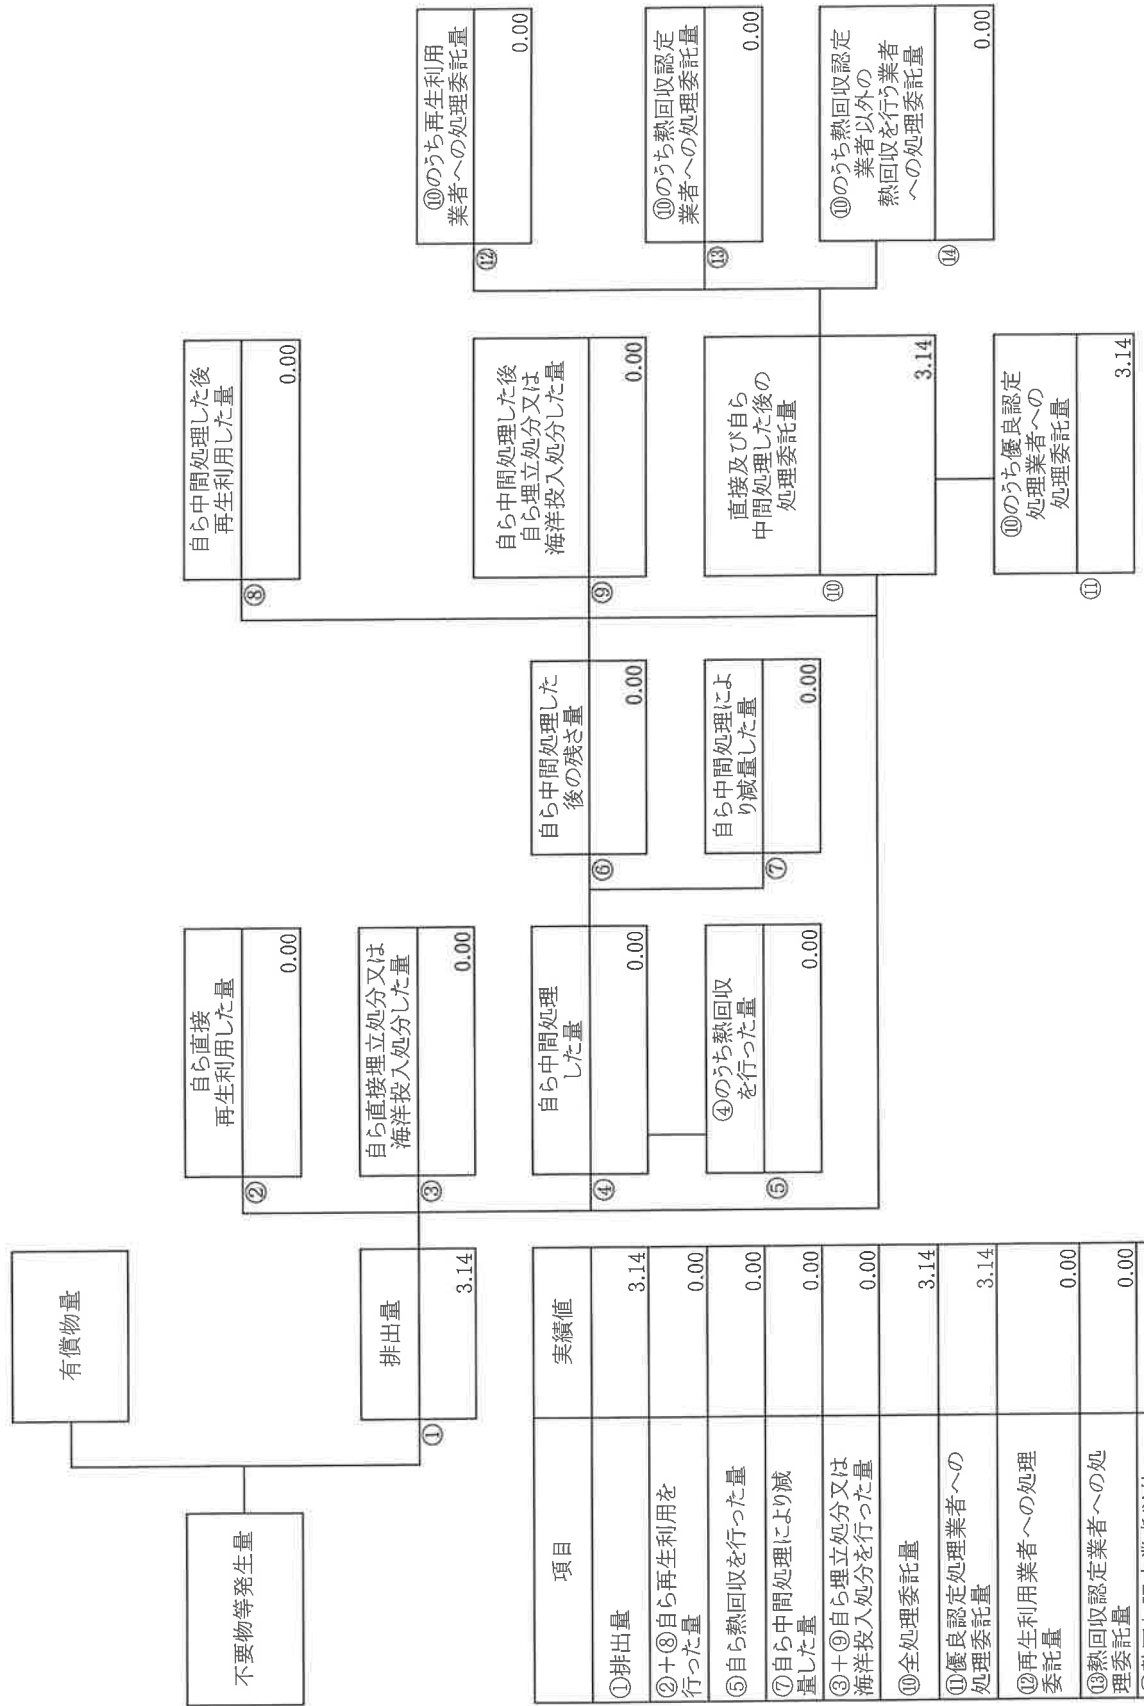 有償物量
不要物等発生量
排出量
①
3.14
自ら直接
再生利用した量
②
0.00
自ら直接埋立処分又は
海洋投入処分した量
③
0.00
自ら中間処理
した量
④
0.00
④のうち熱回収
を行った量
⑤
0.00
自ら中間処理した
後の残さ量
⑥
0.00
自ら中間処理によ
り減量した量
⑦
0.00
自ら中間処理した後
再生利用した量
⑧
0.00
自ら中間処理した後
自ら埋立処分又は
海洋投入処分した量
⑨
0.00
直接及び自ら
中間処理した後の
処理委託量
⑩
3.14
⑩のうち優良認定
処理業者への
処理委託量
⑪
3.14
⑩のうち再生利用
業者への処理委託量
⑫
0.00
⑩のうち熱回収認定
業者への処理委託量
⑬
0.00
⑩のうち熱回収認定
業者以外の
熱回収を行う業者
への処理委託量
⑭
0.00
項目 実績値
①排出量 3.14
②+⑧自ら再生利用を
行った量 0.00
⑤自ら熱回収を行った量 0.00
⑦自ら中間処理により減
量した量 0.00
③+⑨自ら埋立処分又は
海洋投入処分を行った量 0.00
⑩全処理委託量 3.14
⑪優良認定処理業者への
処理委託量 3.14
⑫再生利用業者への処理
委託量 0.00
⑬熱回収認定業者への処
理委託量 0.00